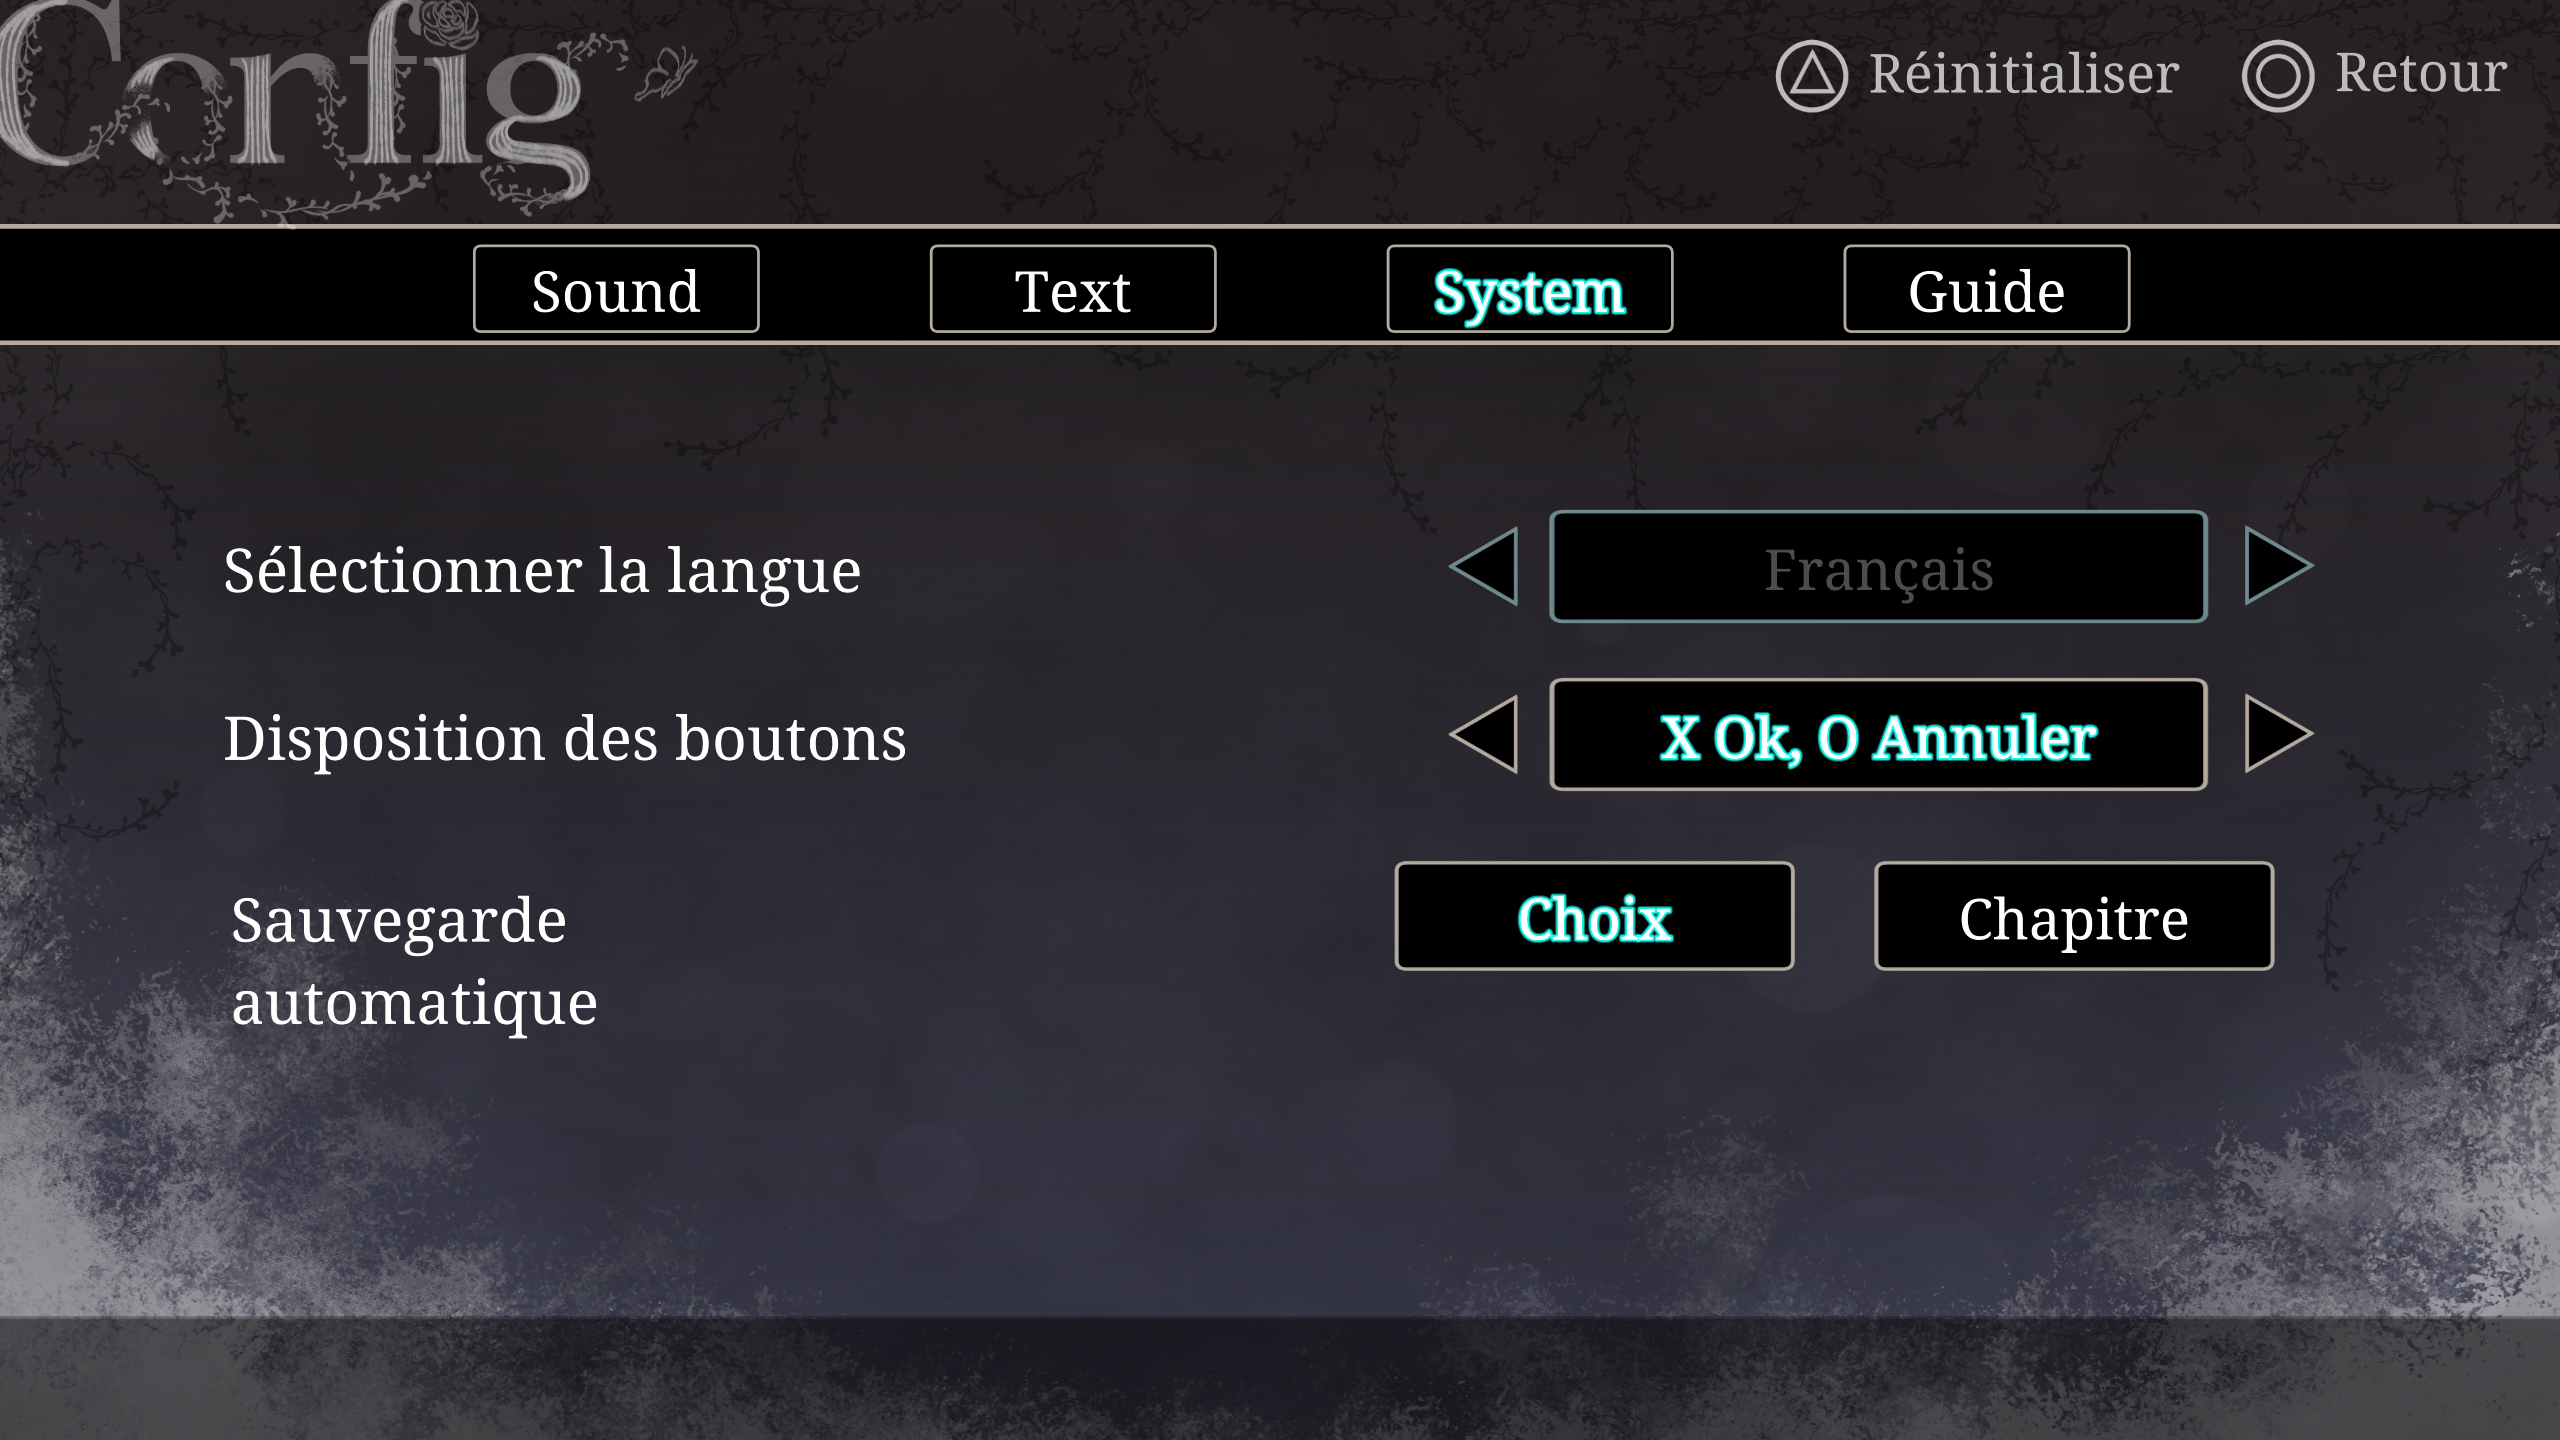 Config
Réinitialiser
Retour
Sound
Text
System
Guide
Sélectionner la langue
Français
Disposition des boutons
X Ok, O Annuler
Sauvegarde
automatique
Choix
Chapitre